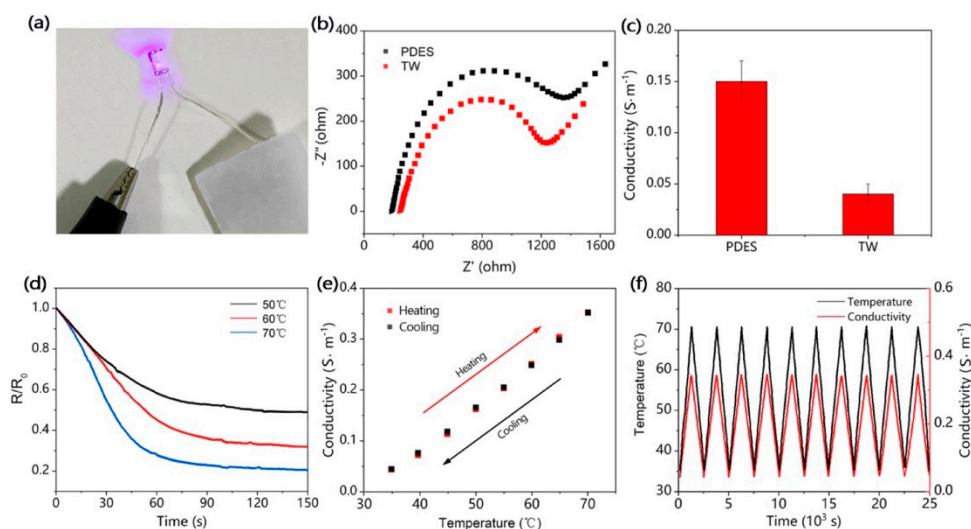 (a)
(b)
400
300
200
100
0
-Z'' (ohm)
PDES
TW
0 400 800 1200 1600
Z' (ohm)
(c)
0.20
0.15
0.10
0.05
0.00
Conductivity (S· m⁻¹)
PDES TW
(d)
1.0
0.8
0.6
0.4
0.2
R/R₀
50℃
60℃
70℃
0 30 60 90 120 150
Time (s)
(e)
0.4
0.3
0.2
0.1
0.0
Conductivity (S· m⁻¹)
Heating
Cooling
Heating
Cooling
30 40 50 60 70
Temperature (℃)
(f)
80
70
60
50
40
30
Temperature (℃)
Temperature
Conductivity
0.6
0.4
0.2
0.0
Conductivity (S· m⁻¹)
0 5 10 15 20 25
Time (10³ s)